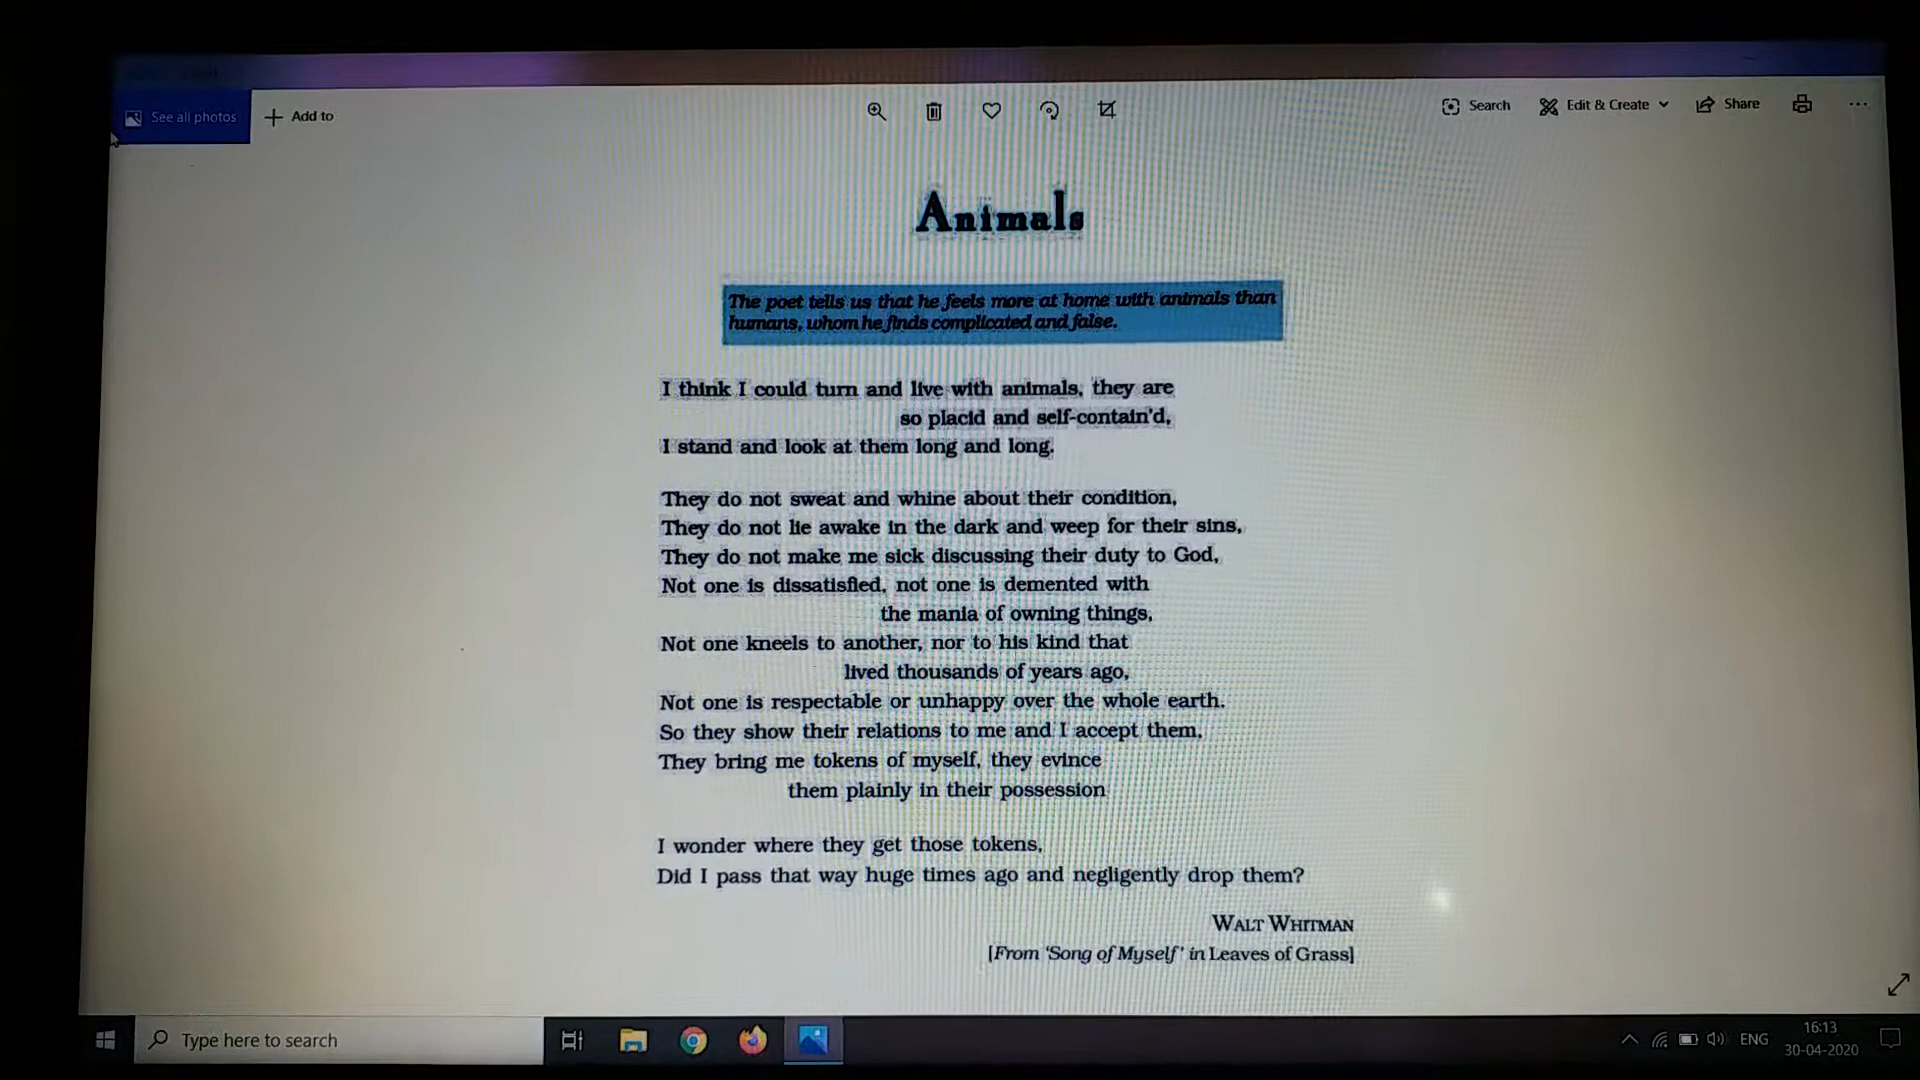 See all photos
Add to
Search
Edit & Create
Share
Animals
The poet tells us that he feels more at home with animals than
humans, whom he finds complicated and false.
I think I could turn and live with animals, they are
so placid and self-contain'd,
I stand and look at them long and long.
They do not sweat and whine about their condition,
They do not lie awake in the dark and weep for their sins,
They do not make me sick discussing their duty to God,
Not one is dissatisfied, not one is demented with
the mania of owning things,
Not one kneels to another, nor to his kind that
lived thousands of years ago,
Not one is respectable or unhappy over the whole earth.
So they show their relations to me and I accept them,
They bring me tokens of myself, they evince
them plainly in their possession
I wonder where they get those tokens,
Did I pass that way huge times ago and negligently drop them?
WALT WHITMAN
[From 'Song of Myself' in Leaves of Grass]
Type here to search
ENG
16:13
30-04-2020